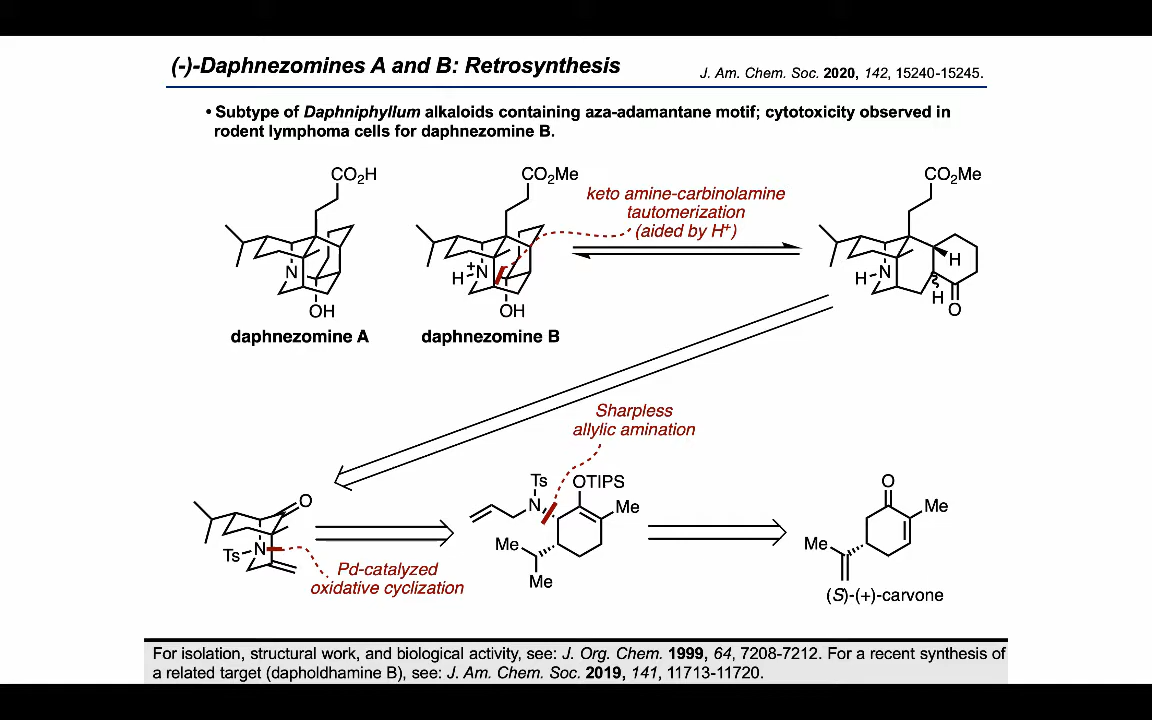 (-)-Daphnezomines A and B: Retrosynthesis
J. Am. Chem. Soc. 2020, 142, 15240-15245.
• Subtype of Daphniphyllum alkaloids containing aza-adamantane motif; cytotoxicity observed in
rodent lymphoma cells for daphnezomine B.
CO2H
N
OH
daphnezomine A
CO2Me
H-N
+
OH
daphnezomine B
keto amine-carbinolamine
tautomerization
(aided by H+)
CO2Me
H
H-N
H
O
Sharpless
allylic amination
O
Ts
N
Pd-catalyzed
oxidative cyclization
Ts
N
OTIPS
Me
Me
Me
O
Me
Me
(S)-(+)-carvone
For isolation, structural work, and biological activity, see: J. Org. Chem. 1999, 64, 7208-7212. For a recent synthesis of
a related target (dapholdhamine B), see: J. Am. Chem. Soc. 2019, 141, 11713-11720.